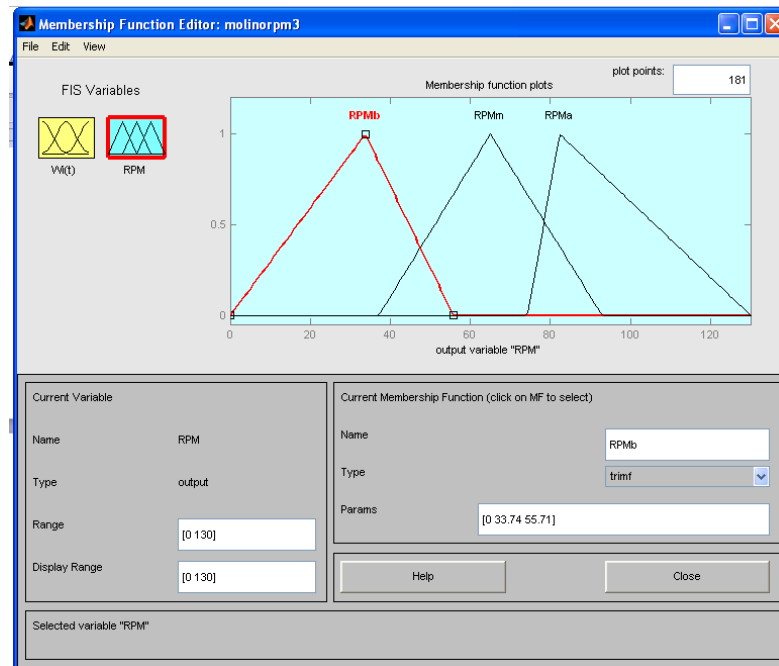 Membership Function Editor: molinorpm3
File Edit View
FIS Variables
Wi(t)
RPM
Membership function plots
plot points:
181
RPMb
RPMm
RPMa
1
0.5
0
0 20 40 60 80 100 120
output variable "RPM"
Current Variable
Name RPM
Type output
Range [0 130]
Display Range [0 130]
Current Membership Function (click on MF to select)
Name RPMb
Type trimf
Params [0 33.74 55.71]
Help Close
Selected variable "RPM"